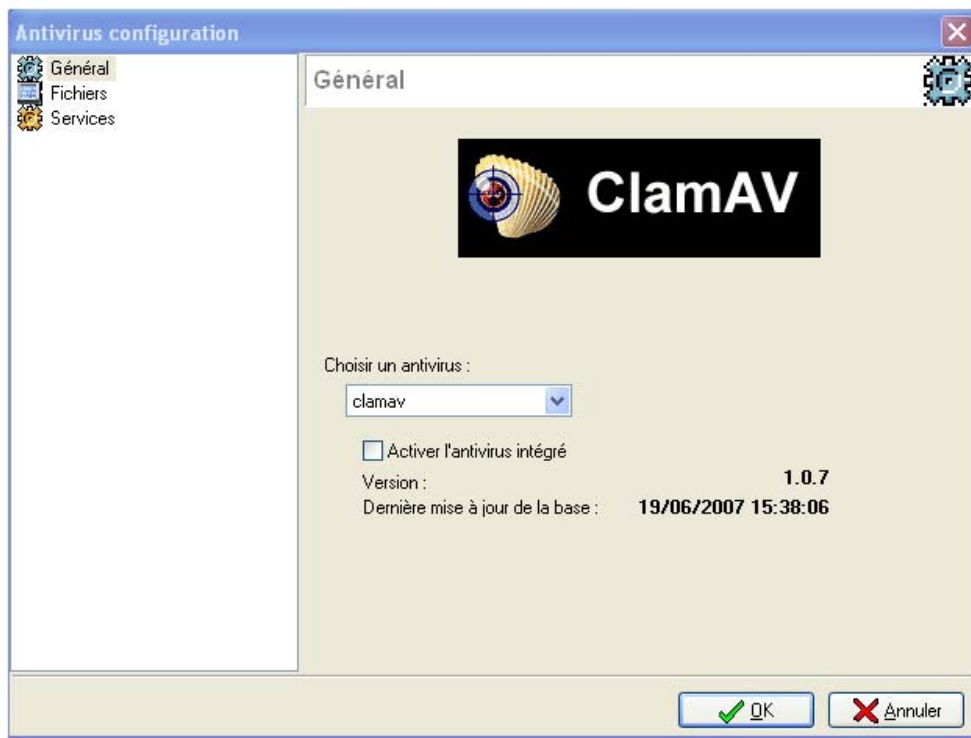 Antivirus configuration
Général
Fichiers
Services
Général
ClamAV
Choisir un antivirus :
clamav
Activer l'antivirus intégré
Version : 1.0.7
Dernière mise à jour de la base : 19/06/2007 15:38:06
OK
Annuler